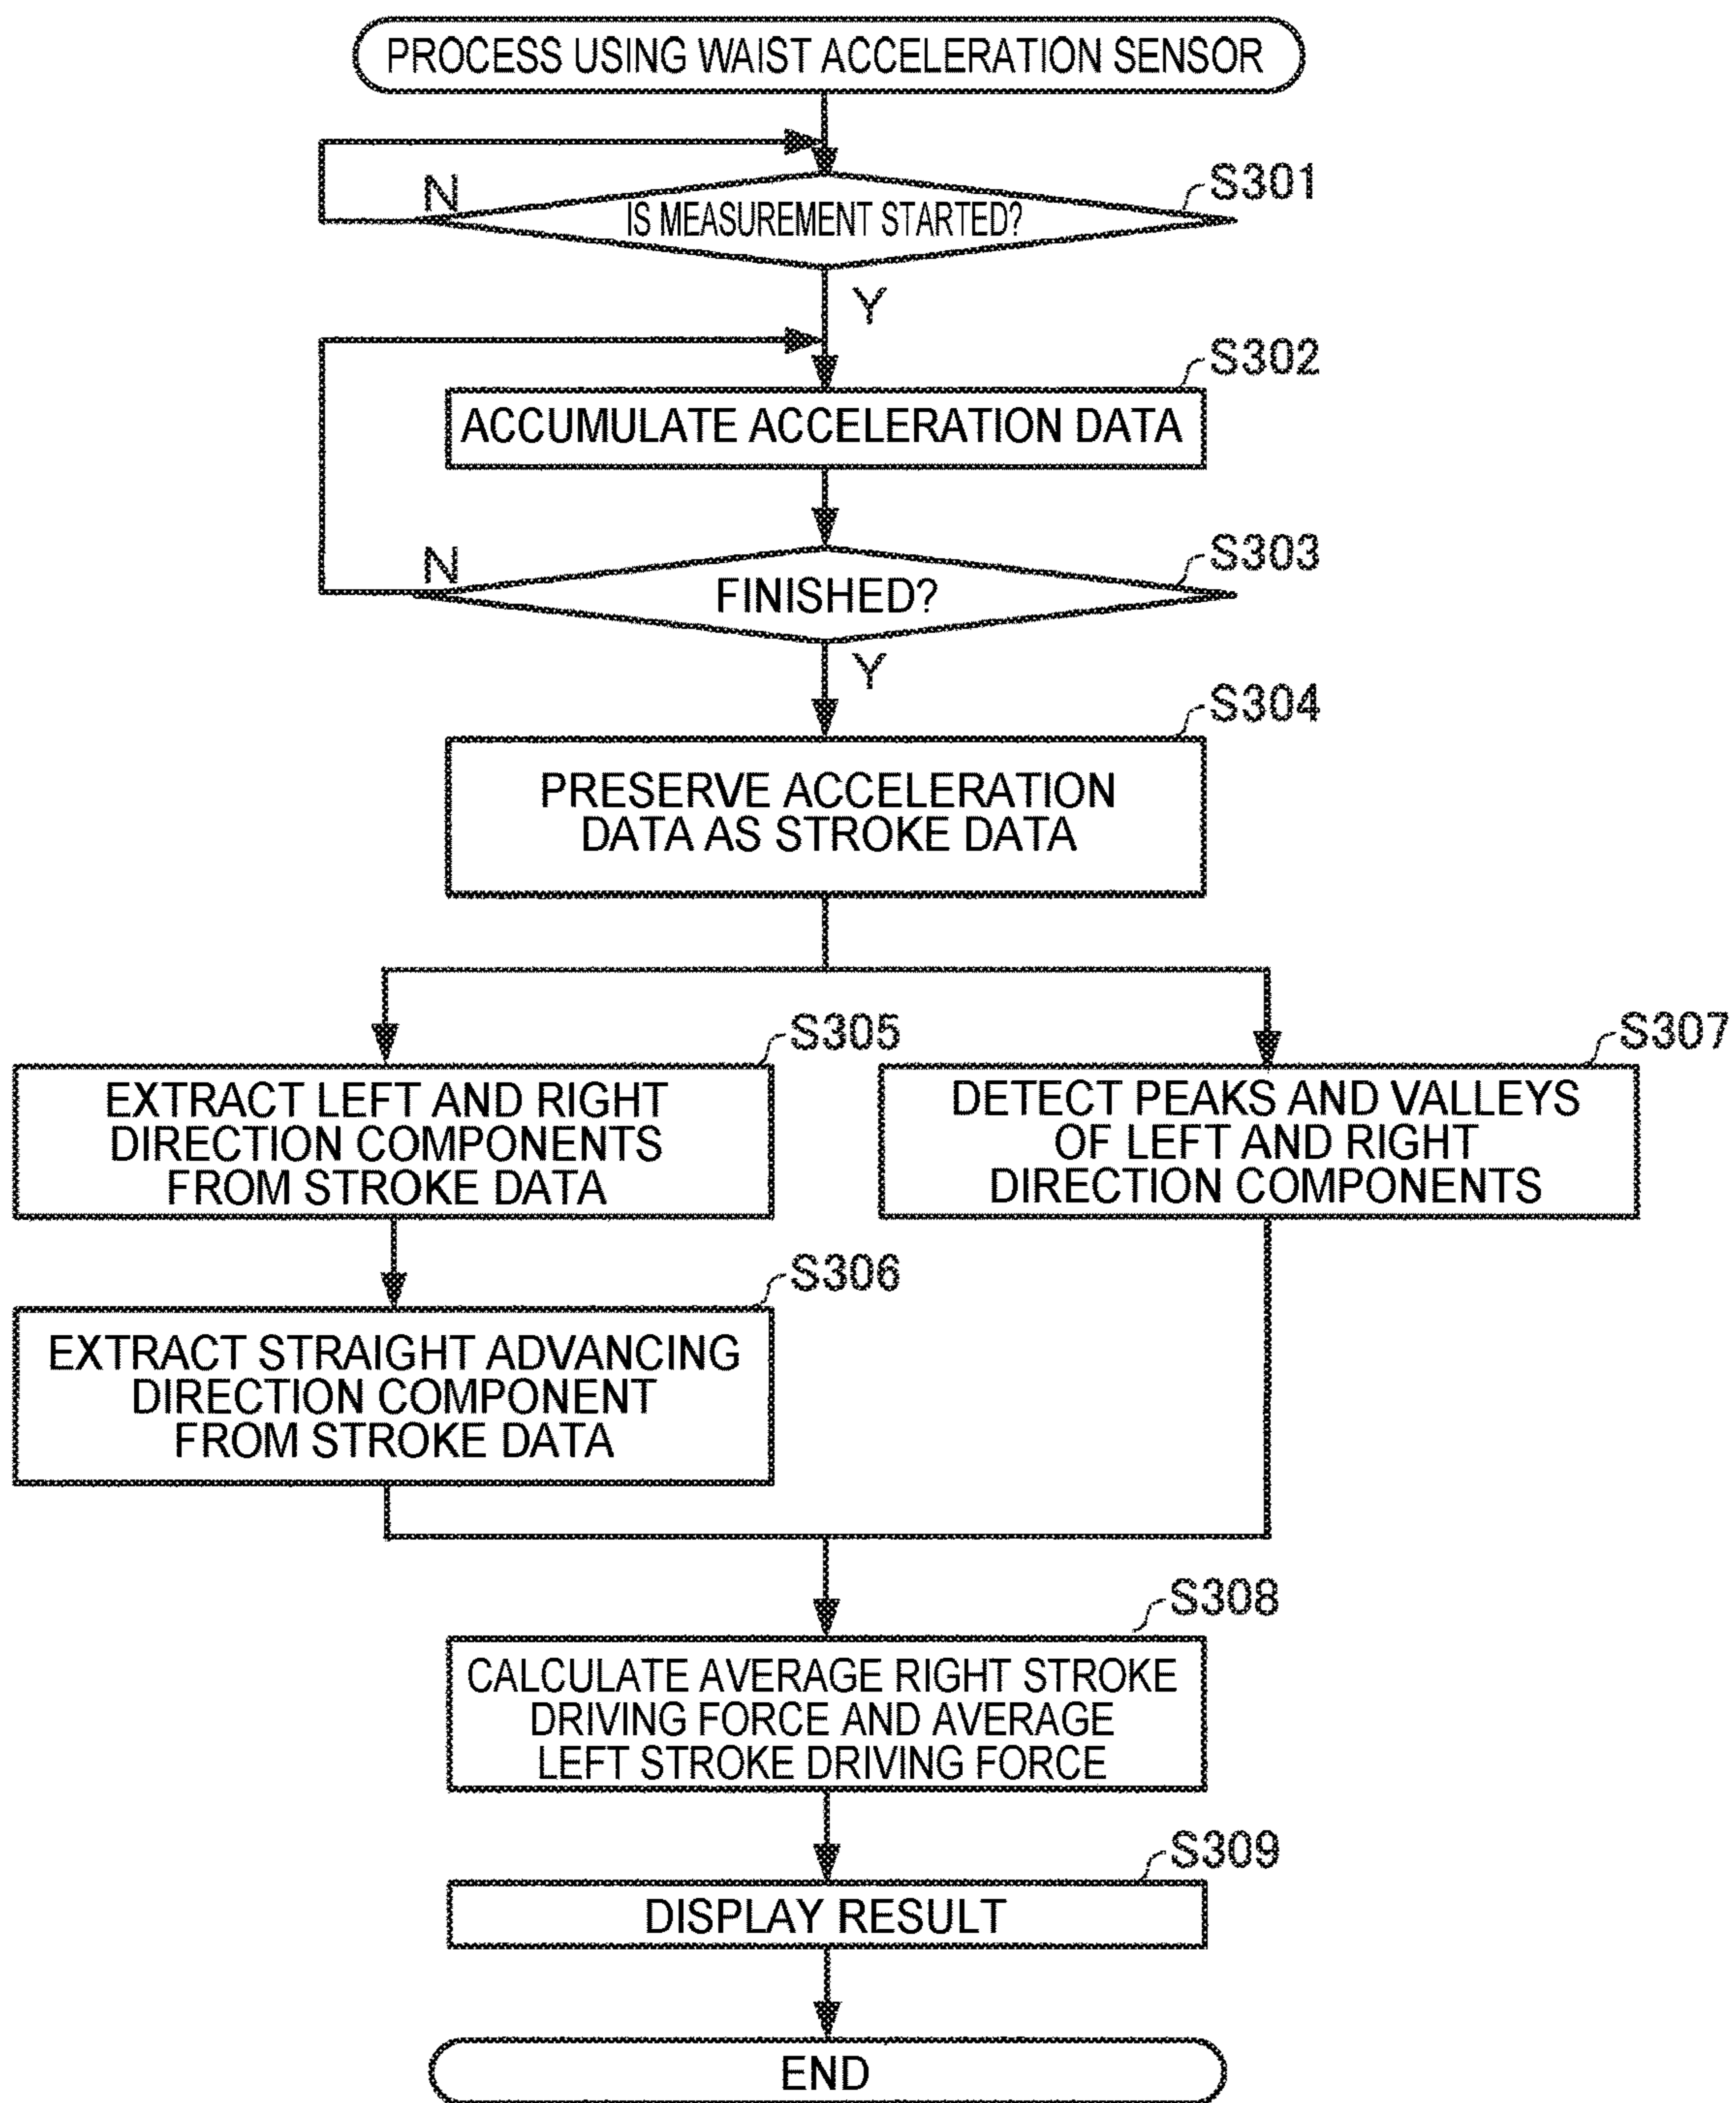 PROCESS USING WAIST ACCELERATION SENSOR
S301
N
IS MEASUREMENT STARTED?
Y
S302
ACCUMULATE ACCELERATION DATA
S303
N
FINISHED?
Y
S304
PRESERVE ACCELERATION
DATA AS STROKE DATA
S305
EXTRACT LEFT AND RIGHT
DIRECTION COMPONENTS
FROM STROKE DATA
S307
DETECT PEAKS AND VALLEYS
OF LEFT AND RIGHT
DIRECTION COMPONENTS
S306
EXTRACT STRAIGHT ADVANCING
DIRECTION COMPONENT
FROM STROKE DATA
S308
CALCULATE AVERAGE RIGHT STROKE
DRIVING FORCE AND AVERAGE
LEFT STROKE DRIVING FORCE
S309
DISPLAY RESULT
END